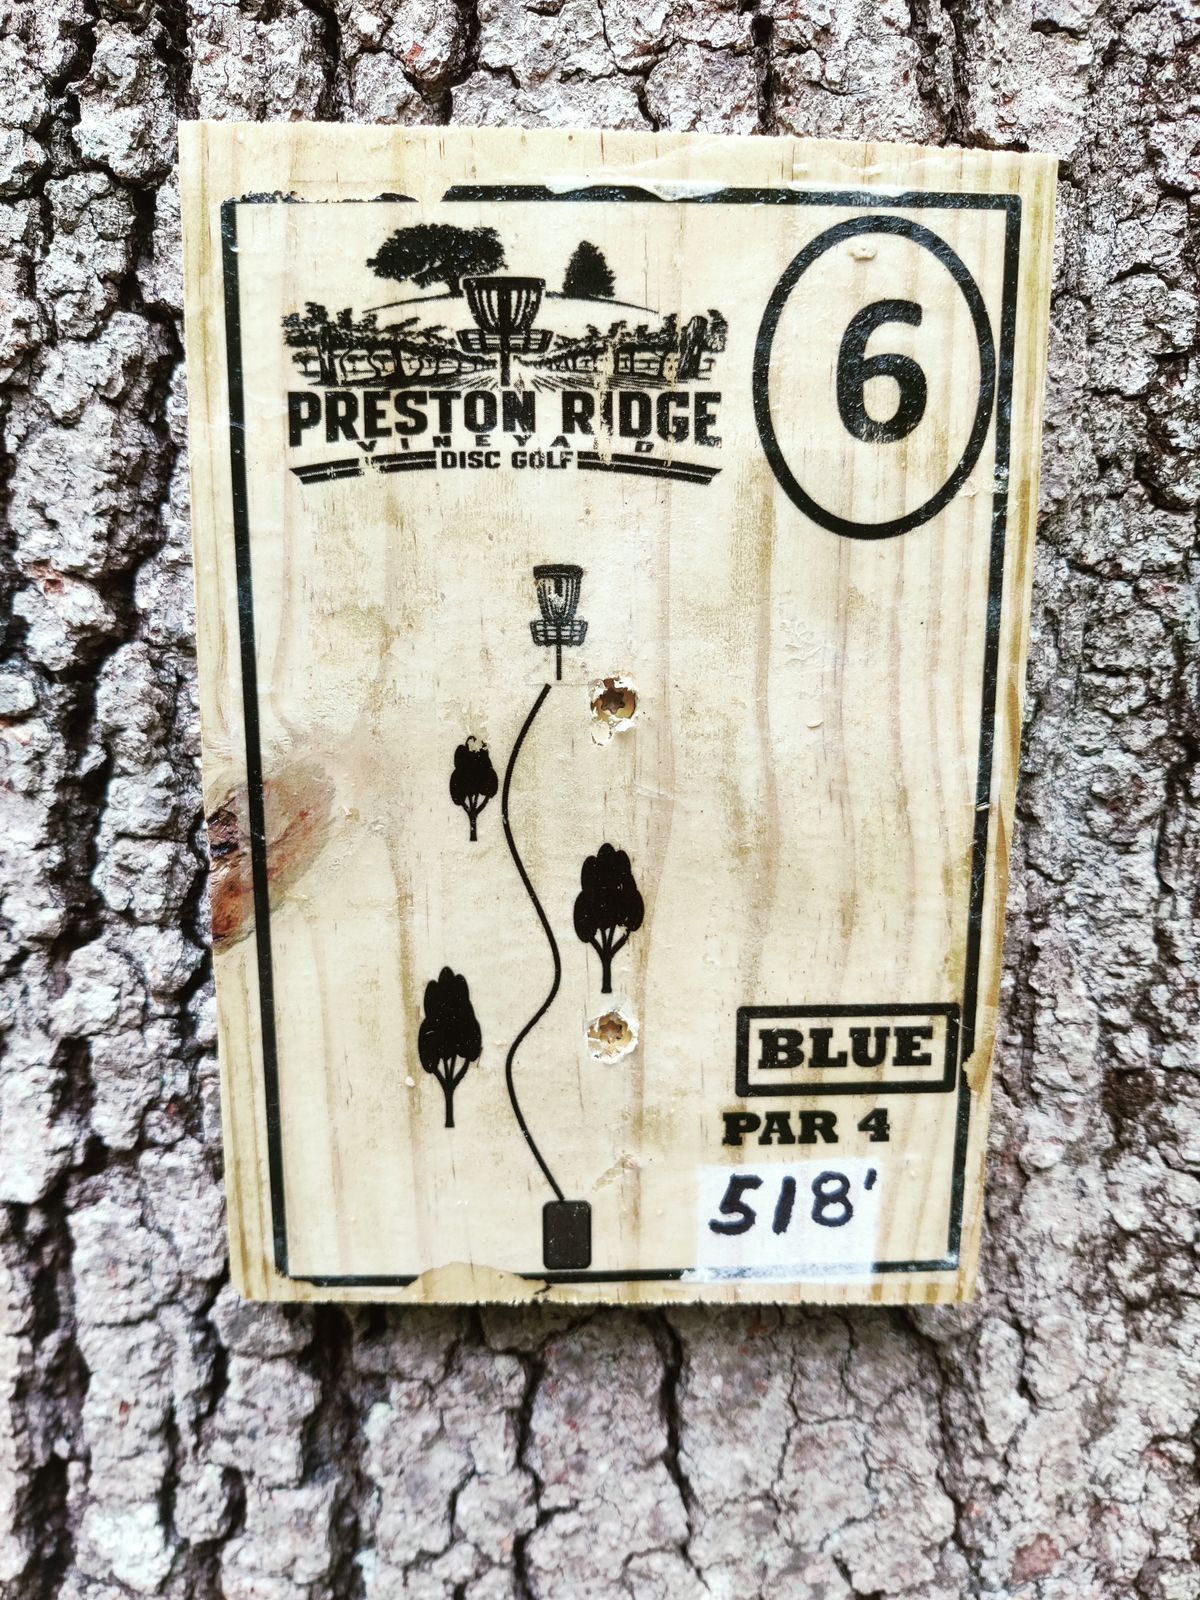 6
PRESTON RIDGE
VINEYARD
DISC GOLF
BLUE
PAR 4
518'